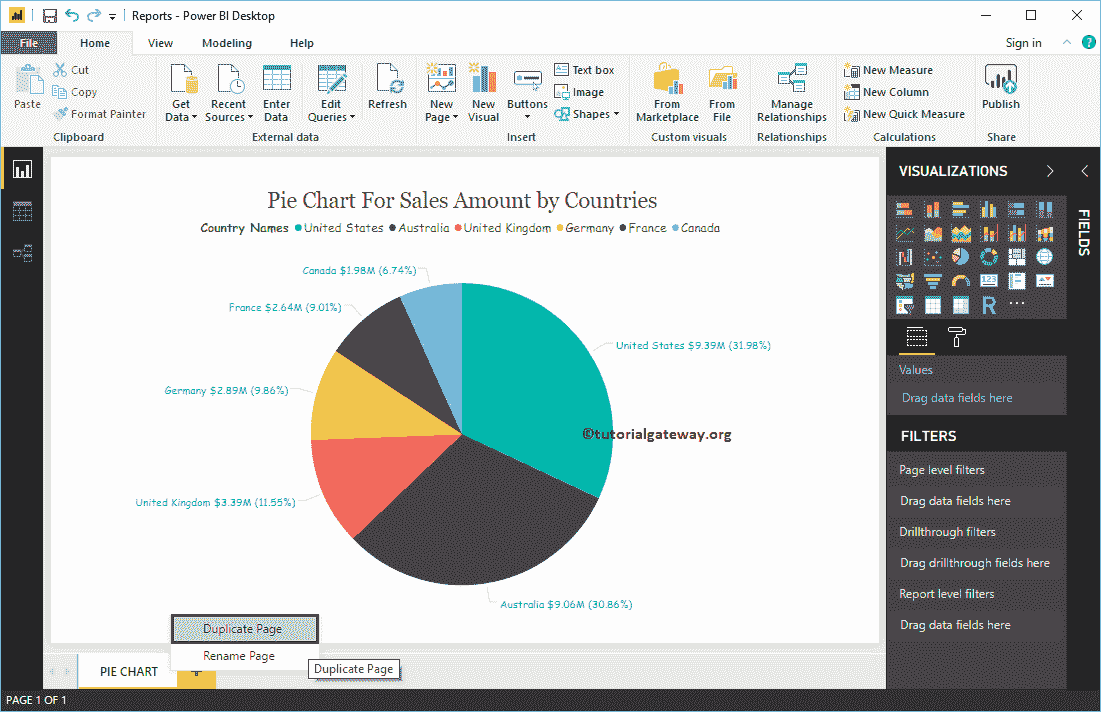 Reports - Power BI Desktop
File Home View Modeling Help Sign in ?
Paste
Cut
Copy
Format Painter
Clipboard
Get Data
Recent Sources
Enter Data
Edit Queries
External data
Refresh
New Page
New Visual
Buttons
Text box
Image
Shapes
Insert
From Marketplace
From File
Custom visuals
Manage Relationships
Relationships
New Measure
New Column
New Quick Measure
Calculations
Publish
Share
Pie Chart For Sales Amount by Countries
Country Names United States Australia United Kingdom Germany France Canada
Canada $1.98M (6.74%)
France $2.64M (9.01%)
United States $9.39M (31.98%)
Germany $2.89M (9.86%)
©tutorialgateway.org
United Kingdom $3.39M (11.55%)
Australia $9.06M (30.86%)
Duplicate Page
Rename Page
Duplicate Page
PIE CHART
+
PAGE 1 OF 1
VISUALIZATIONS
FIELDS
123
R
...
Values
Drag data fields here
FILTERS
Page level filters
Drag data fields here
Drillthrough filters
Drag drillthrough fields here
Report level filters
Drag data fields here